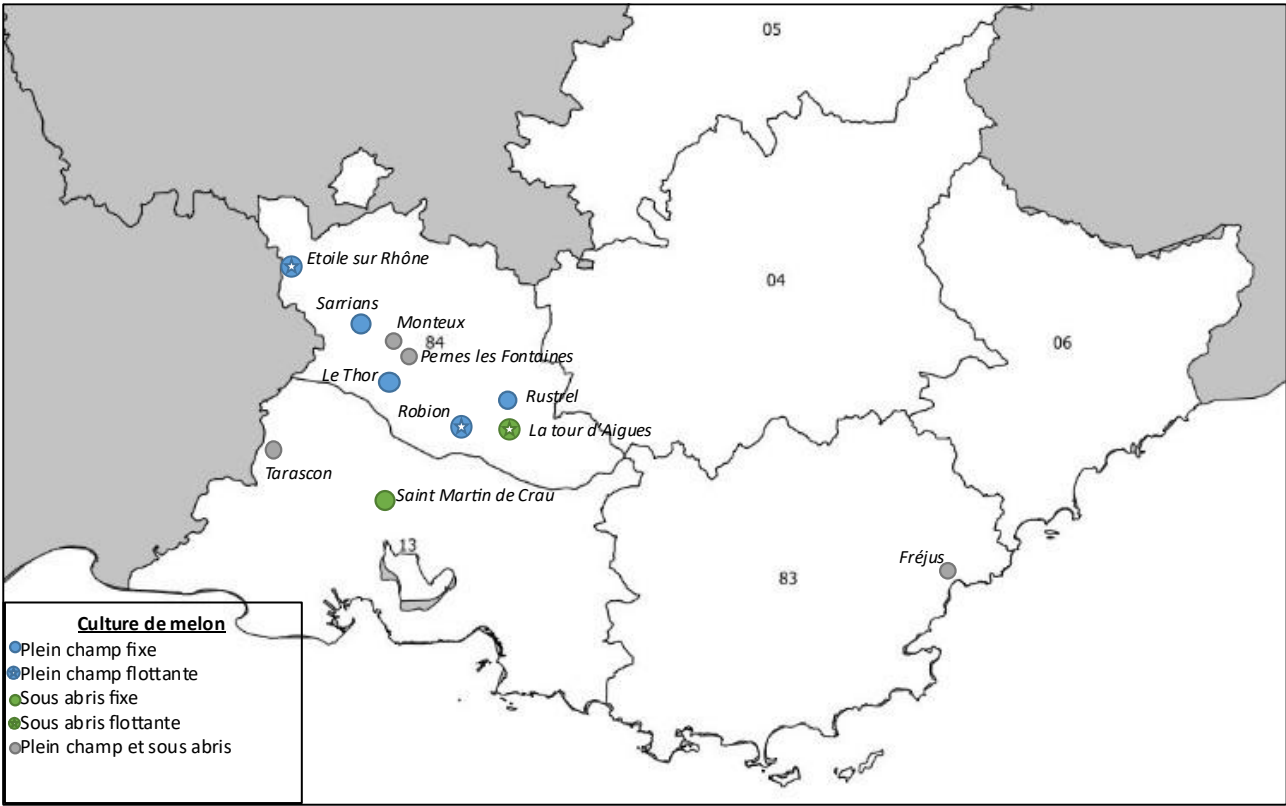 05
Etoile sur Rhône
04
Sarrians
Monteux
84
06
Pernes les Fontaines
Le Thor
Rustrel
Robion
La tour d'Aigues
Tarascon
Saint Martin de Crau
13
Fréjus
83
Culture de melon
Plein champ fixe
Plein champ flottante
Sous abris fixe
Sous abris flottante
Plein champ et sous abris